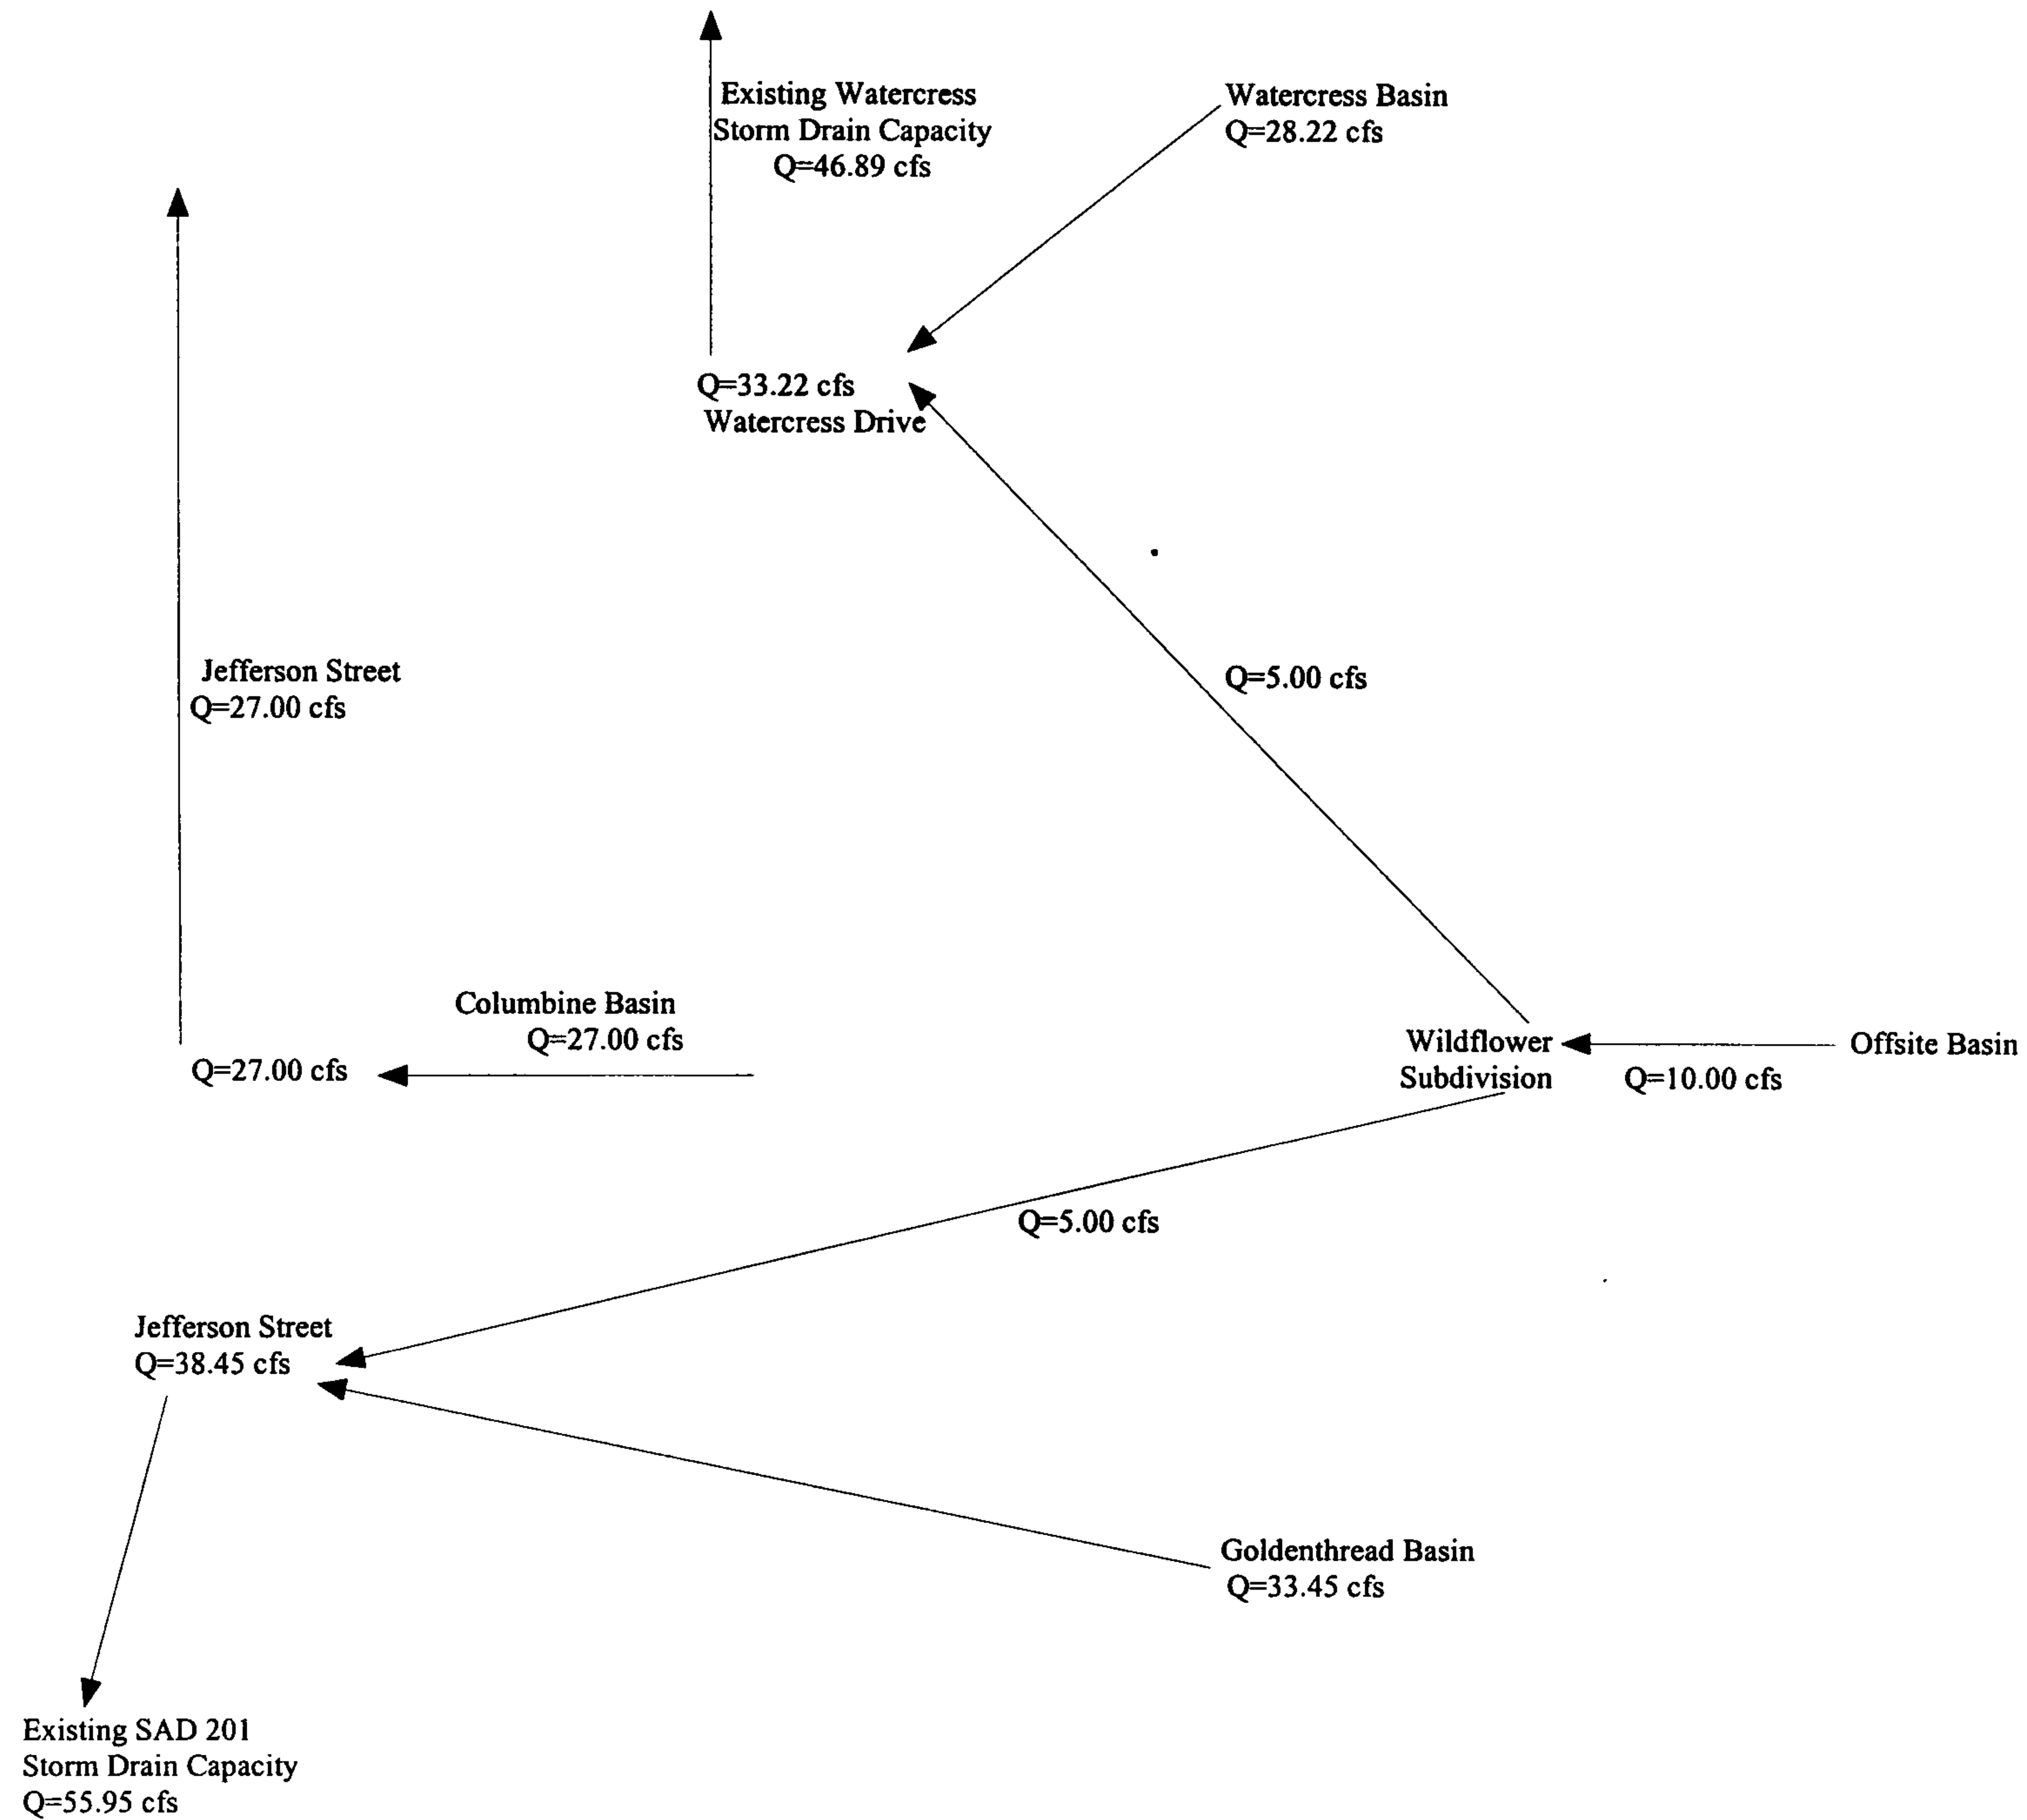 Existing Watercress
Storm Drain Capacity
Q=46.89 cfs
Watercress Basin
Q=28.22 cfs
Q=33.22 cfs
Watercress Drive
Jefferson Street
Q=27.00 cfs
Q=5.00 cfs
Columbine Basin
Q=27.00 cfs
Q=27.00 cfs
Wildflower
Subdivision
Offsite Basin
Q=10.00 cfs
Q=5.00 cfs
Jefferson Street
Q=38.45 cfs
Goldenthread Basin
Q=33.45 cfs
Existing SAD 201
Storm Drain Capacity
Q=55.95 cfs